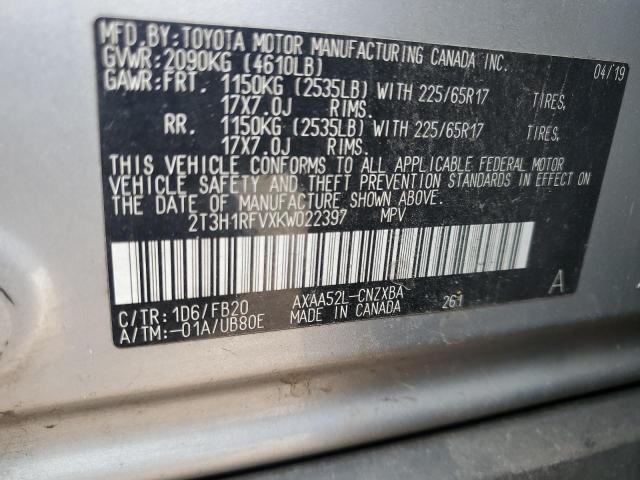 MFD. BY: TOYOTA MOTOR MANUFACTURING CANADA INC.
GVWR: 2090KG (4610LB) 04/19
GAWR: FRT. 1150KG (2535LB) WITH 225/65R17 TIRES,
17X7.0J RIMS.
RR. 1150KG (2535LB) WITH 225/65R17 TIRES,
17X7.0J RIMS.
THIS VEHICLE CONFORMS TO ALL APPLICABLE FEDERAL MOTOR
VEHICLE SAFETY AND THEFT PREVENTION STANDARDS IN EFFECT ON
THE DATE OF MANUFACTURE SHOWN ABOVE.
2T3H1RFVXKW022397 MPV
C/TR: 1D6/FB20 AXAA52L-CNZXBA A
A/TM: -01A/UB80E MADE IN CANADA 261